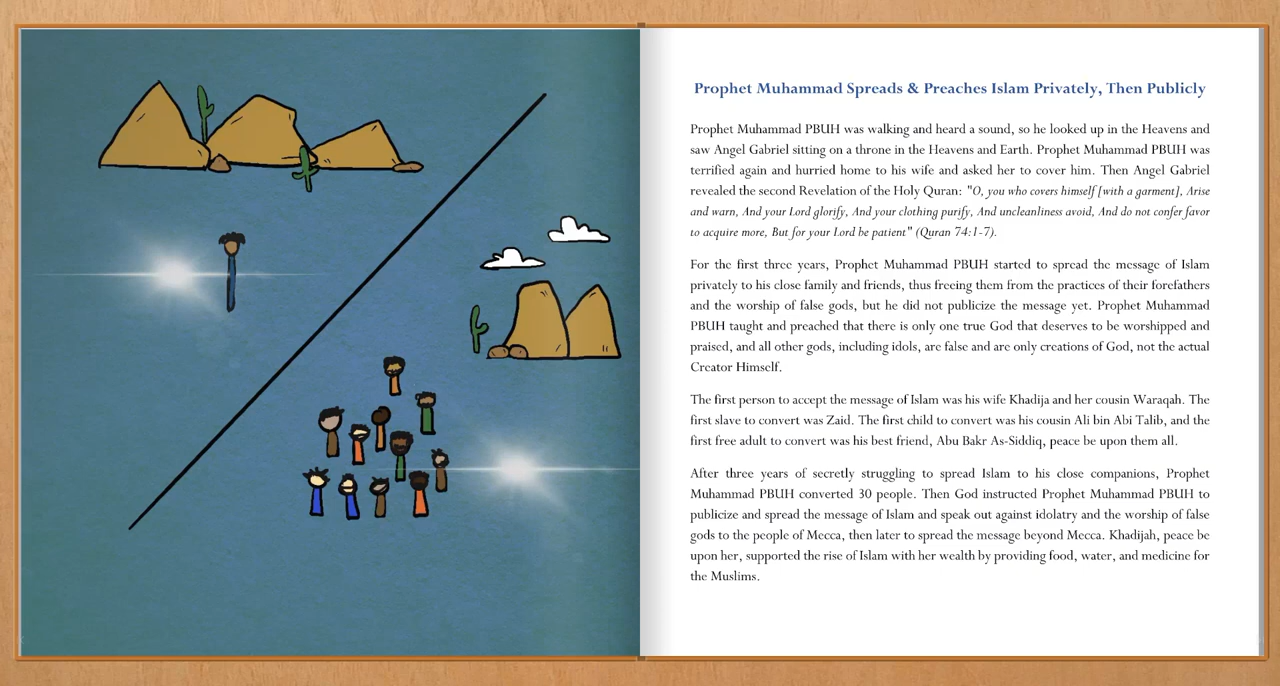 Prophet Muhammad Spreads & Preaches Islam Privately, Then Publicly
Prophet Muhammad PBUH was walking and heard a sound, so he looked up in the Heavens and
saw Angel Gabriel sitting on a throne in the Heavens and Earth. Prophet Muhammad PBUH was
terrified again and hurried home to his wife and asked her to cover him. Then Angel Gabriel
revealed the second Revelation of the Holy Quran: "O, you who covers himself [with a garment], Arise
and warn, And your Lord glorify, And your clothing purify, And uncleanliness avoid, And do not confer favor
to acquire more, But for your Lord be patient" (Quran 74:1-7).
For the first three years, Prophet Muhammad PBUH started to spread the message of Islam
privately to his close family and friends, thus freeing them from the practices of their forefathers
and the worship of false gods, but he did not publicize the message yet. Prophet Muhammad
PBUH taught and preached that there is only one true God that deserves to be worshipped and
praised, and all other gods, including idols, are false and are only creations of God, not the actual
Creator Himself.
The first person to accept the message of Islam was his wife Khadija and her cousin Waraqah. The
first slave to convert was Zaid. The first child to convert was his cousin Ali bin Abi Talib, and the
first free adult to convert was his best friend, Abu Bakr As-Siddiq, peace be upon them all.
After three years of secretly struggling to spread Islam to his close companions, Prophet
Muhammad PBUH converted 30 people. Then God instructed Prophet Muhammad PBUH to
publicize and spread the message of Islam and speak out against idolatry and the worship of false
gods to the people of Mecca, then later to spread the message beyond Mecca. Khadijah, peace be
upon her, supported the rise of Islam with her wealth by providing food, water, and medicine for
the Muslims.